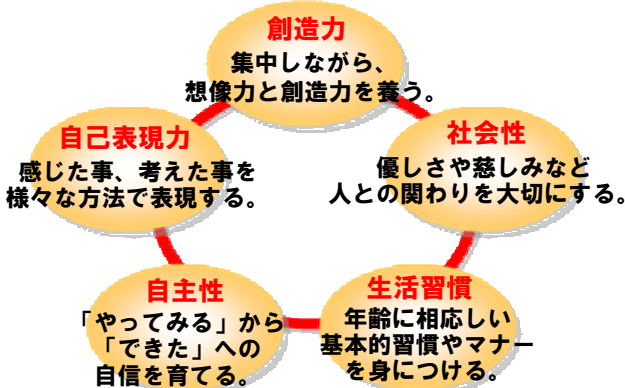 創造力
集中しながら、
想像力と創造力を養う。
自己表現力
感じた事、考えた事を
様々な方法で表現する。
社会性
優しさや慈しみなど
人との関わりを大切にする。
自主性
「やってみる」から
「できた」への
自信を育てる。
生活習慣
年齢に相応しい
基本的習慣やマナー
を身につける。